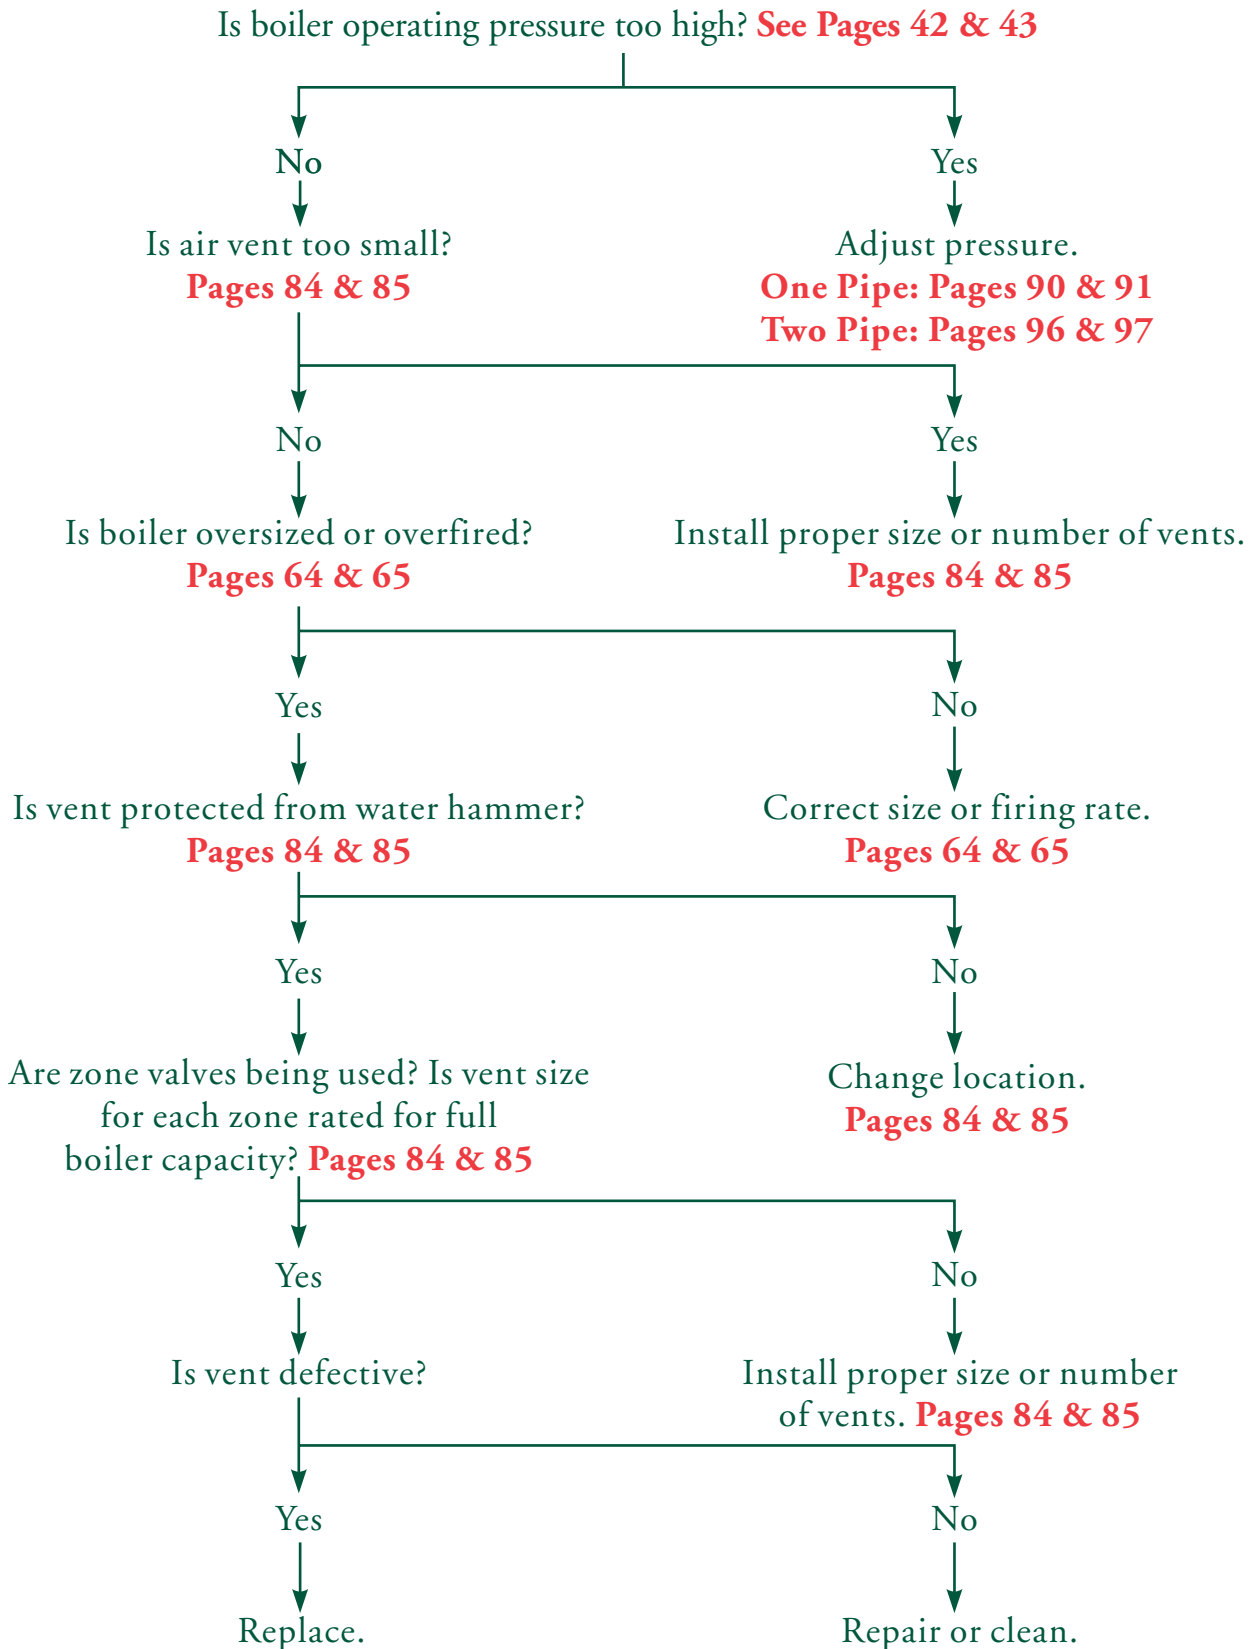 Is boiler operating pressure too high? See Pages 42 & 43
No
Yes
Is air vent too small?
Pages 84 & 85
Adjust pressure.
One Pipe: Pages 90 & 91
Two Pipe: Pages 96 & 97
No
Yes
Is boiler oversized or overfired?
Pages 64 & 65
Install proper size or number of vents.
Pages 84 & 85
Yes
No
Is vent protected from water hammer?
Pages 84 & 85
Correct size or firing rate.
Pages 64 & 65
Yes
No
Are zone valves being used? Is vent size
for each zone rated for full
boiler capacity? Pages 84 & 85
Change location.
Pages 84 & 85
Yes
No
Is vent defective?
Install proper size or number
of vents. Pages 84 & 85
Yes
No
Replace.
Repair or clean.